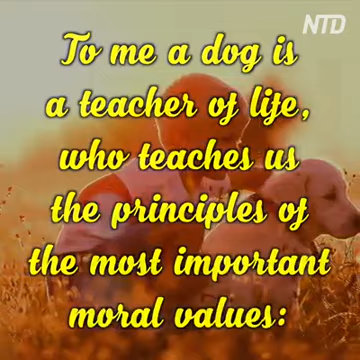 NTD
To me a dog is
a teacher of life,
who teaches us
the principles of
the most important
moral values: